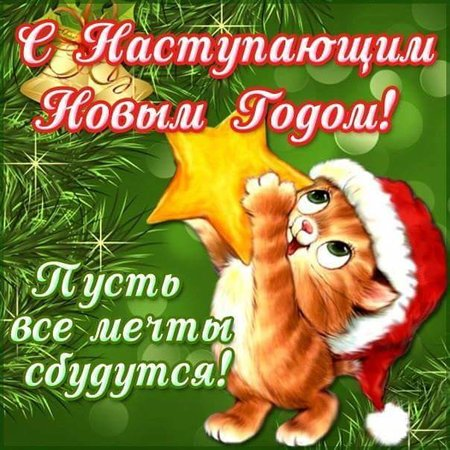 С Наступающим
Новым Годом!
Пусть
все мечты
сбудутся!